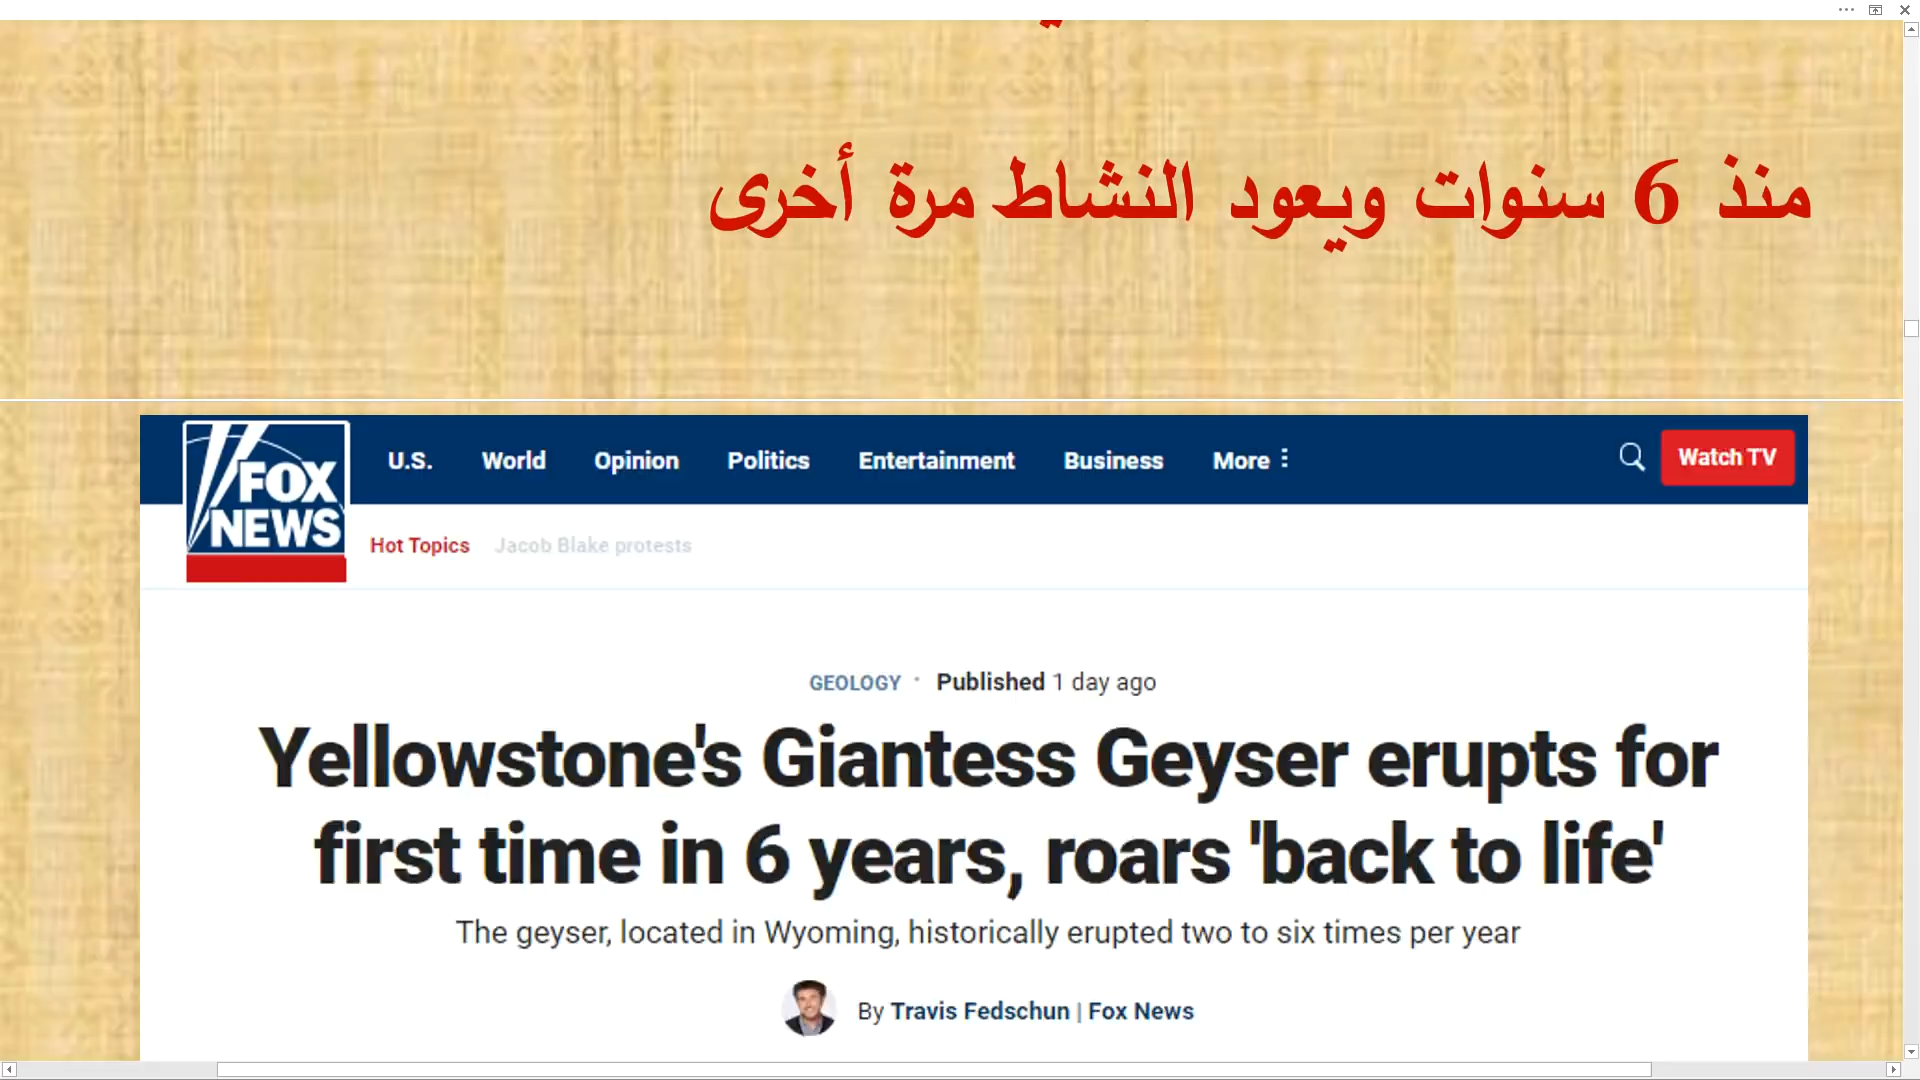 منذ 6 سنوات ويعود النشاط مرة أخرى
FOX
NEWS
U.S. World Opinion Politics Entertainment Business More
Watch TV
Hot Topics Jacob Blake protests
GEOLOGY · Published 1 day ago
Yellowstone's Giantess Geyser erupts for
first time in 6 years, roars 'back to life'
The geyser, located in Wyoming, historically erupted two to six times per year
By Travis Fedschun | Fox News